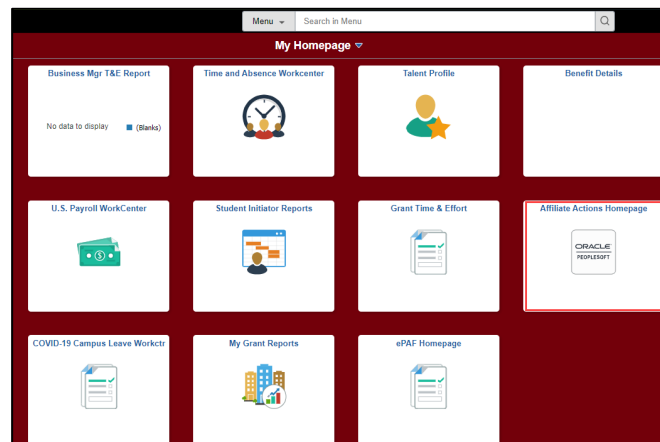 Menu
Search in Menu
My Homepage
Business Mgr T&E Report
Time and Absence Workcenter
Talent Profile
Benefit Details
No data to display
(Blanks)
U.S. Payroll WorkCenter
Student Initiator Reports
Grant Time & Effort
Affiliate Actions Homepage
ORACLE
PEOPLESOFT
COVID-19 Campus Leave Workctr
My Grant Reports
ePAF Homepage